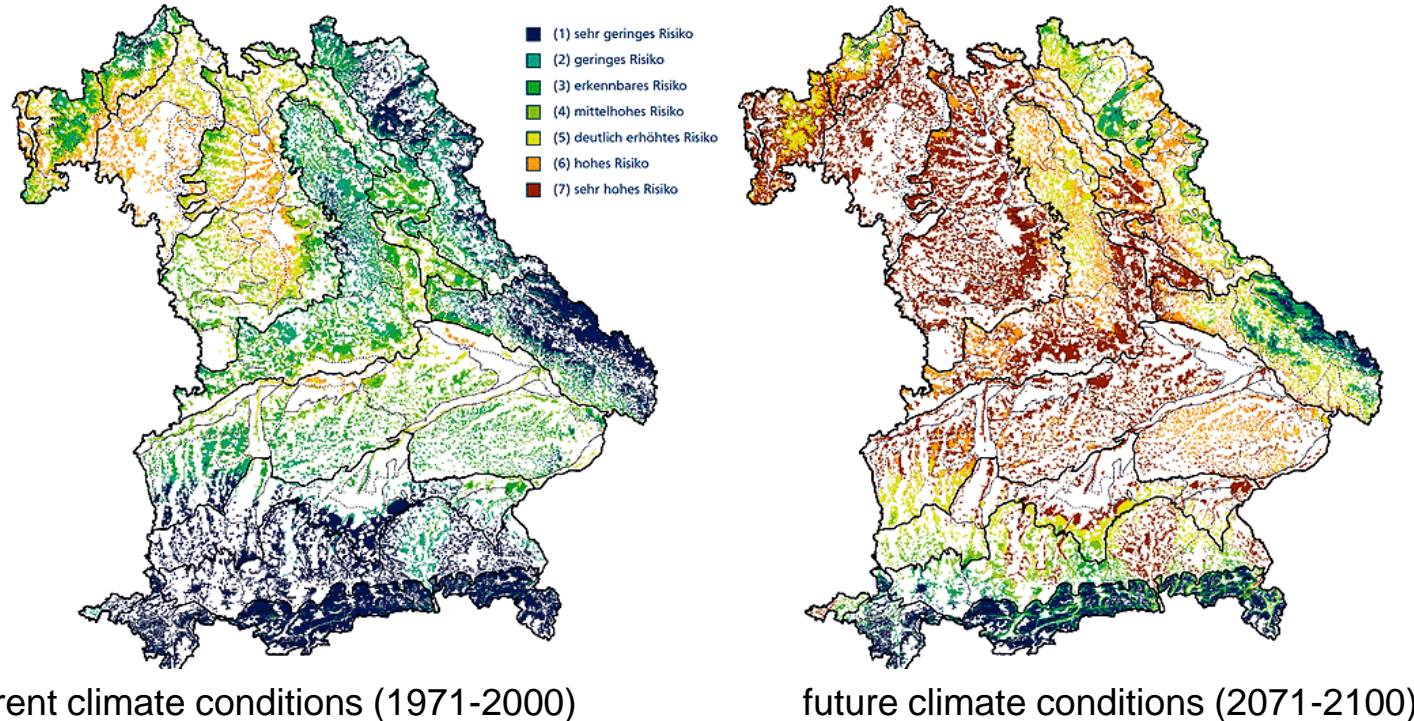 (1) sehr geringes Risiko
(2) geringes Risiko
(3) erkennbares Risiko
(4) mittelhohes Risiko
(5) deutlich erhöhtes Risiko
(6) hohes Risiko
(7) sehr hohes Risiko
rent climate conditions (1971-2000)
future climate conditions (2071-2100)